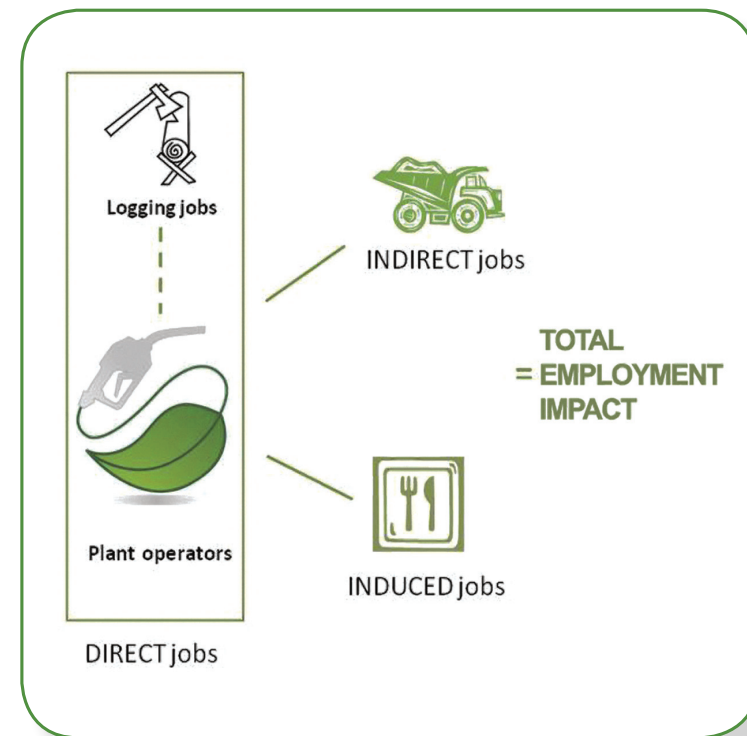 Logging jobs
Plant operators
DIRECT jobs
INDIRECT jobs
INDUCED jobs
TOTAL
= EMPLOYMENT
IMPACT